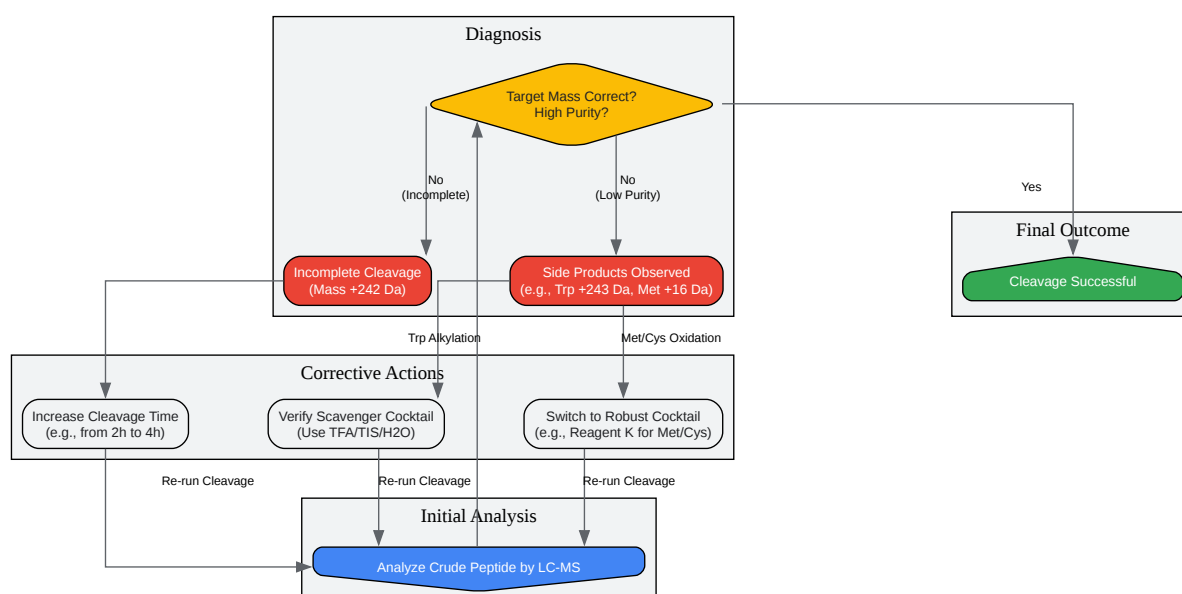 Diagnosis
Target Mass Correct?
High Purity?
No
(Incomplete)
No
(Low Purity)
Yes
Final Outcome
Cleavage Successful
Incomplete Cleavage
(Mass +242 Da)
Side Products Observed
(e.g., Trp +243 Da, Met +16 Da)
Trp Alkylation
Met/Cys Oxidation
Corrective Actions
Increase Cleavage Time
(e.g., from 2h to 4h)
Verify Scavenger Cocktail
(Use TFA/TIS/H2O)
Switch to Robust Cocktail
(e.g., Reagent K for Met/Cys)
Re-run Cleavage
Re-run Cleavage
Re-run Cleavage
Initial Analysis
Analyze Crude Peptide by LC-MS